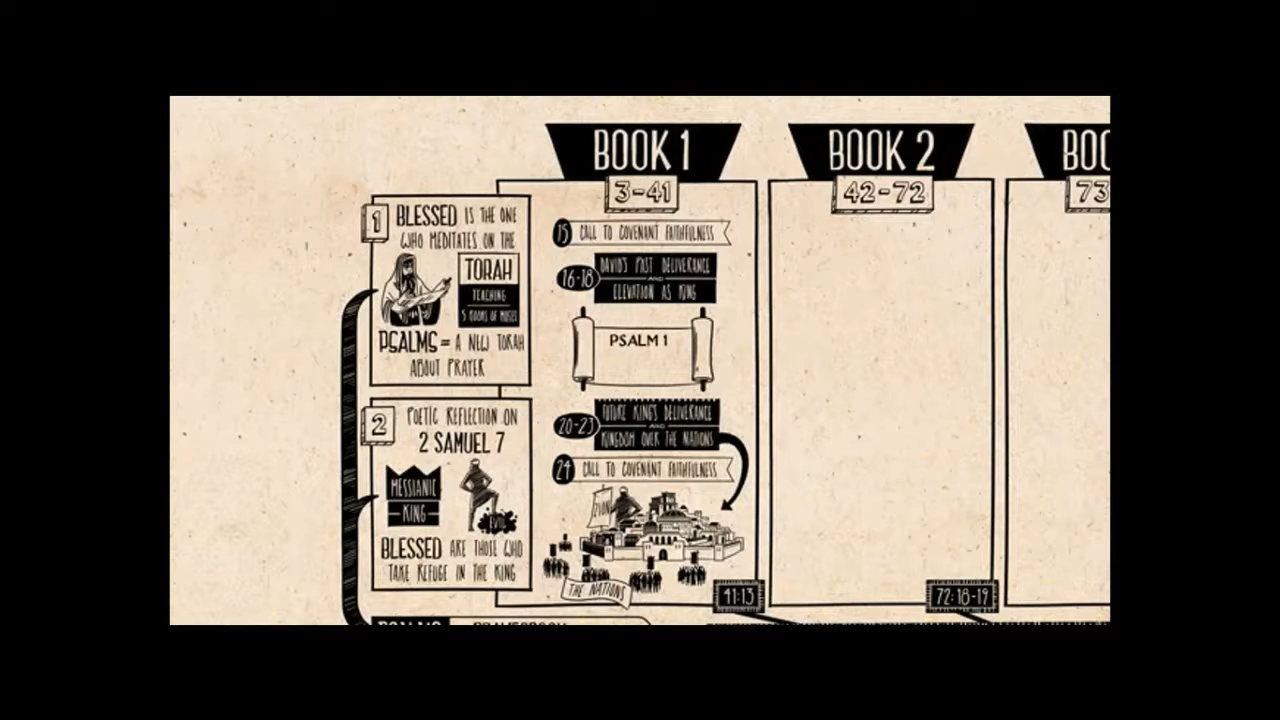 BOOK 1
BOOK 2
BOO
3-41
42-72
73
1
BLESSED IS THE ONE
WHO MEDITATES ON THE
TORAH
TEACHING
5 BOOKS OF MOSES
PSALMS = A NEW TORAH
ABOUT PRAYER
2
POETIC REFLECTION ON
2 SAMUEL 7
MESSIANIC
KING
EVIL
BLESSED ARE THOSE WHO
TAKE REFUGE IN THE KING
15 CALL TO COVENANT FAITHFULNESS
16-18
DAVID'S PAST DELIVERANCE
AND
ELEVATION AS KING
PSALM 1
20-23
FUTURE KING'S DELIVERANCE
AND
KINGDOM OVER THE NATIONS
24 CALL TO COVENANT FAITHFULNESS
ZION
THE NATIONS
41:13
72:18-19